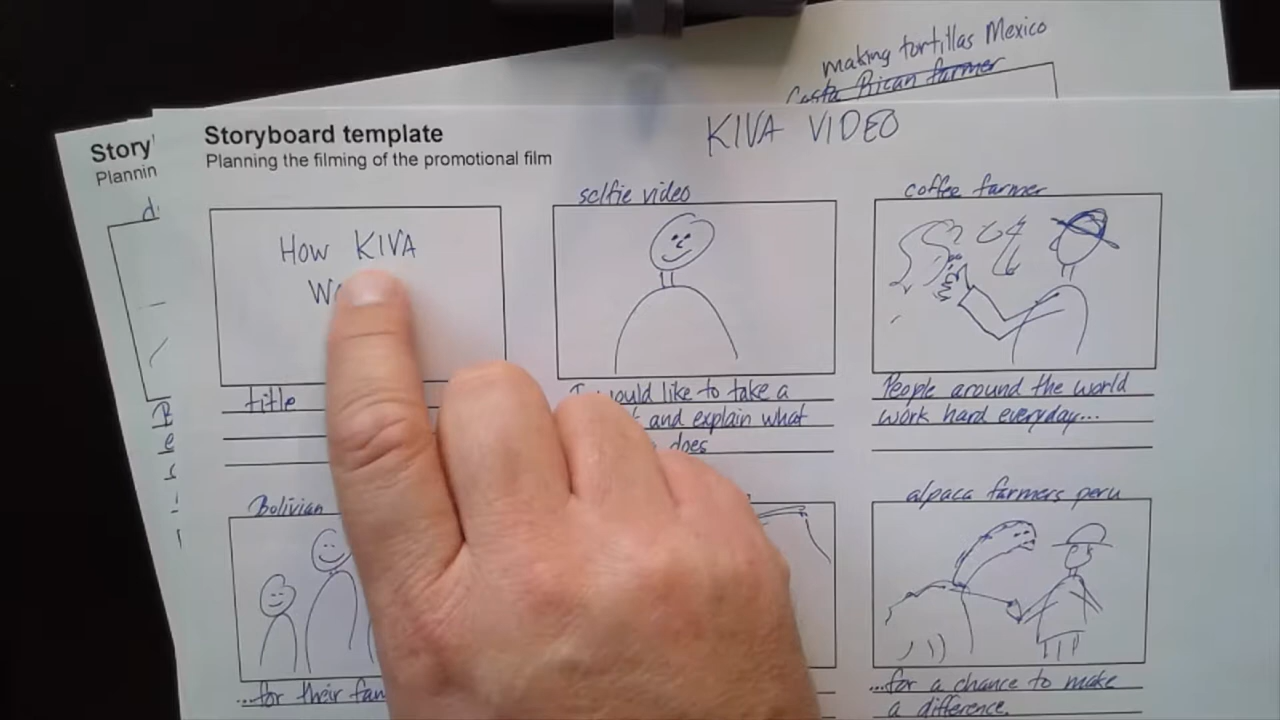 making tortillas Mexico
Costa Rican farmer
Storyboard template
KIVA VIDEO
Planning the filming of the promotional film
Story
Plannin
selfie video
coffee farmer
How KIVA
title
I would like to take a
and explain what
does
People around the world
work hard everyday...
Bolivian
alpaca farmers peru
...for their fan
...for a chance to make
a difference.